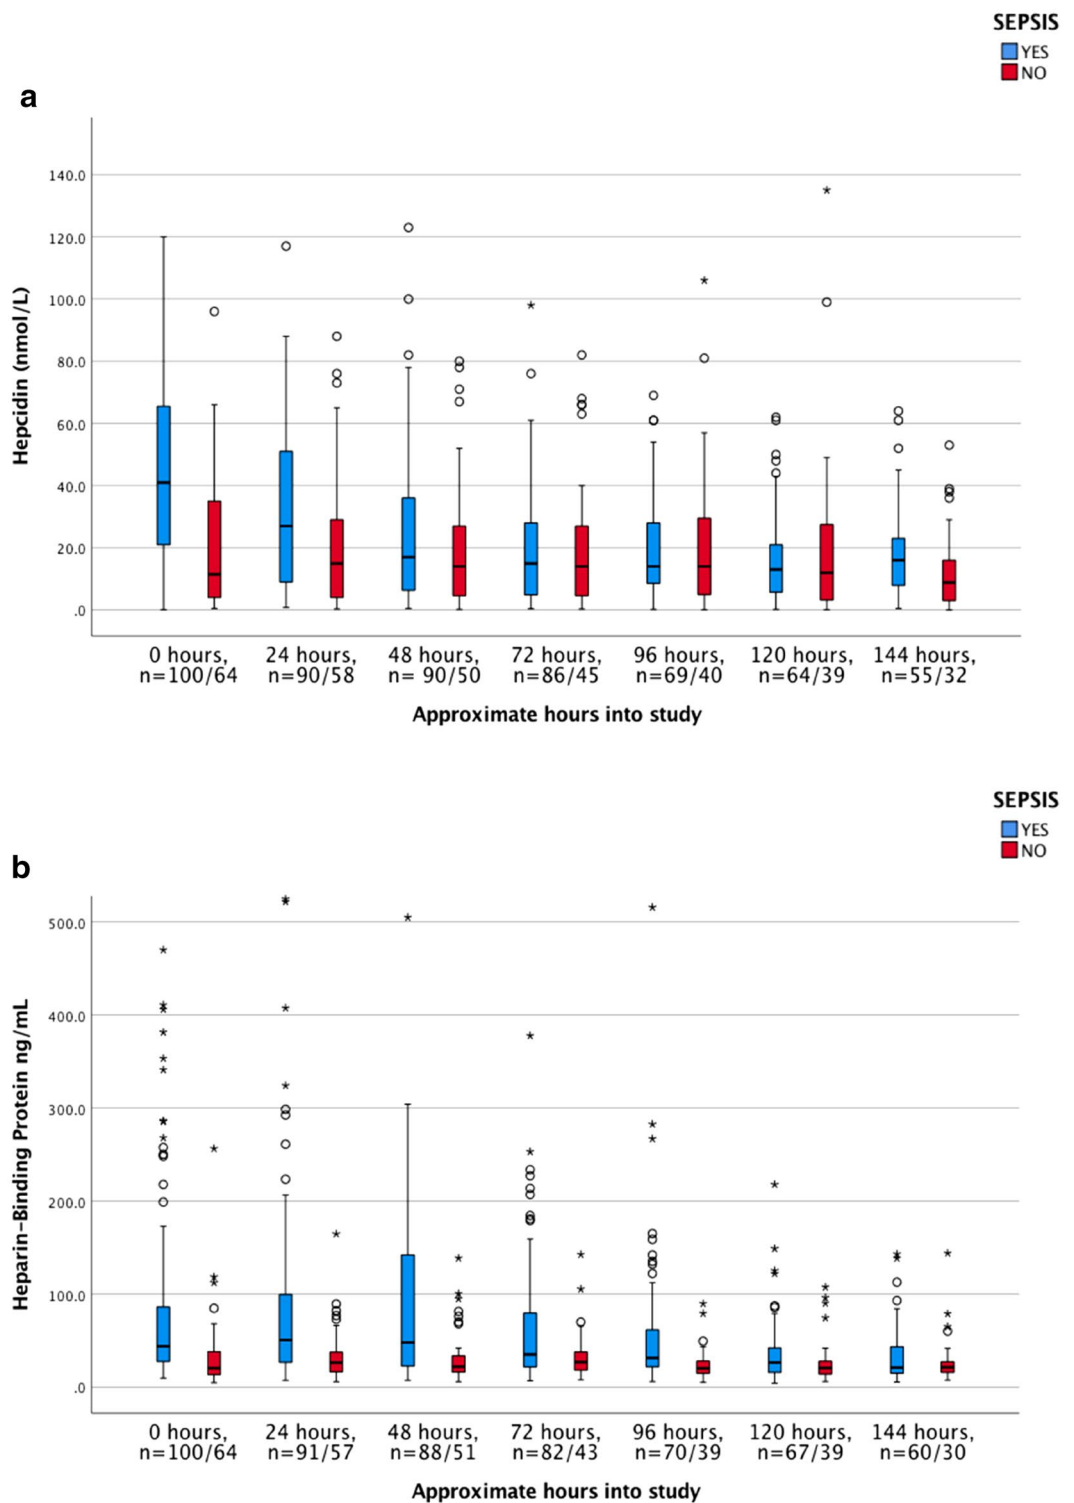 SEPSIS
YES
NO
a
140.0
120.0
100.0
80.0
60.0
40.0
20.0
.0
Hepcidin (nmol/L)
0 hours, 24 hours, 48 hours, 72 hours, 96 hours, 120 hours, 144 hours,
n=100/64 n=90/58 n= 90/50 n=86/45 n=69/40 n=64/39 n=55/32
Approximate hours into study
SEPSIS
YES
NO
b
500.0
400.0
300.0
200.0
100.0
.0
Heparin-Binding Protein ng/mL
0 hours, 24 hours, 48 hours, 72 hours, 96 hours, 120 hours, 144 hours,
n=100/64 n=91/57 n=88/51 n=82/43 n=70/39 n=67/39 n=60/30
Approximate hours into study